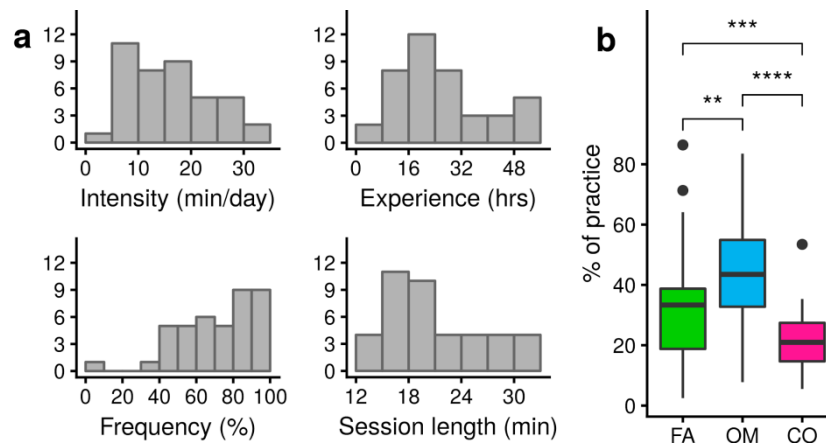 a
12
9
6
3
0
0 10 20 30
Intensity (min/day)
12
9
6
3
0
0 16 32 48
Experience (hrs)
12
9
6
3
0
0 20 40 60 80 100
Frequency (%)
12
9
6
3
0
12 18 24 30
Session length (min)
b
***
** ****
% of practice
80
60
40
20
0
FA OM CO